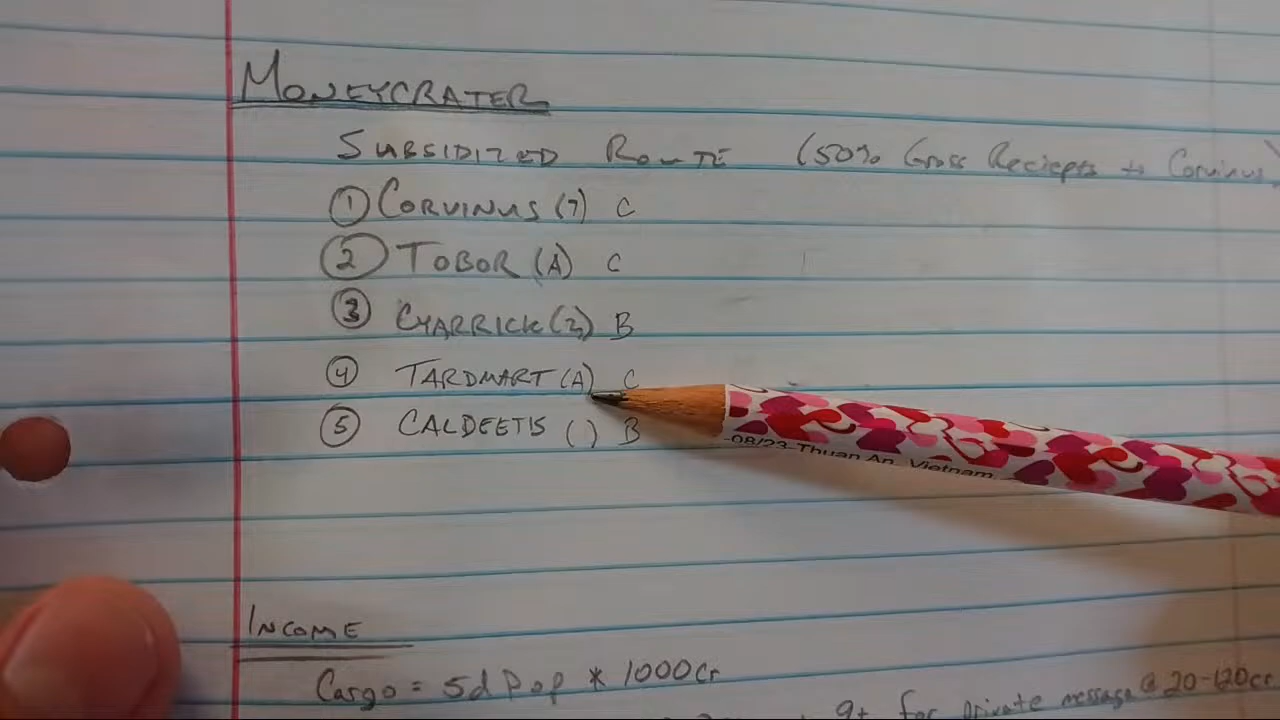 MONEYCRATER
SUBSIDIZED ROUTE (50% Gross Reciepts to Corvinus)
① CORVINUS (7) C
② TOBOR (A) C
③ CYARRICK (3) B
④ TARDMART (A) C
⑤ CALDEETIS ( ) B
-08/23-Thuan An, Vietnam
INCOME
Cargo = 5d Pop * 1000Cr
9+ for private message @ 20-120cr